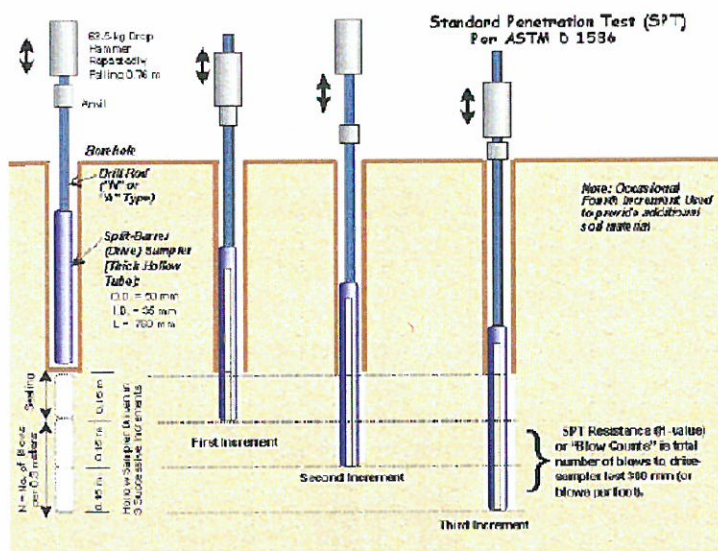 Standard Penetration Test (SPT)
Per ASTM D 1586
63.5-kg Drop
Hammer
Repeatedly
Falling 0.76 m
Anvil
Borehole
Drill Rod
("N" or
"A" Type)
Split-Barrel
(Drive) Sampler
[Thick Hollow
Tube]:
O.D. = 50 mm
I.D. = 35 mm
L = 760 mm
Note: Occasional
Fourth Increment Used
to provide additional
soil material
Seating
0.15 m
0.15 m
0.15 m
N = No. of Blows
per 0.3 meters
Hollow Sampler Driven in
3 Successive Increments
First Increment
Second Increment
Third Increment
SPT Resistance (N-value)
or "Blow Counts" is total
number of blows to drive
sampler last 300 mm (or
blows per foot).